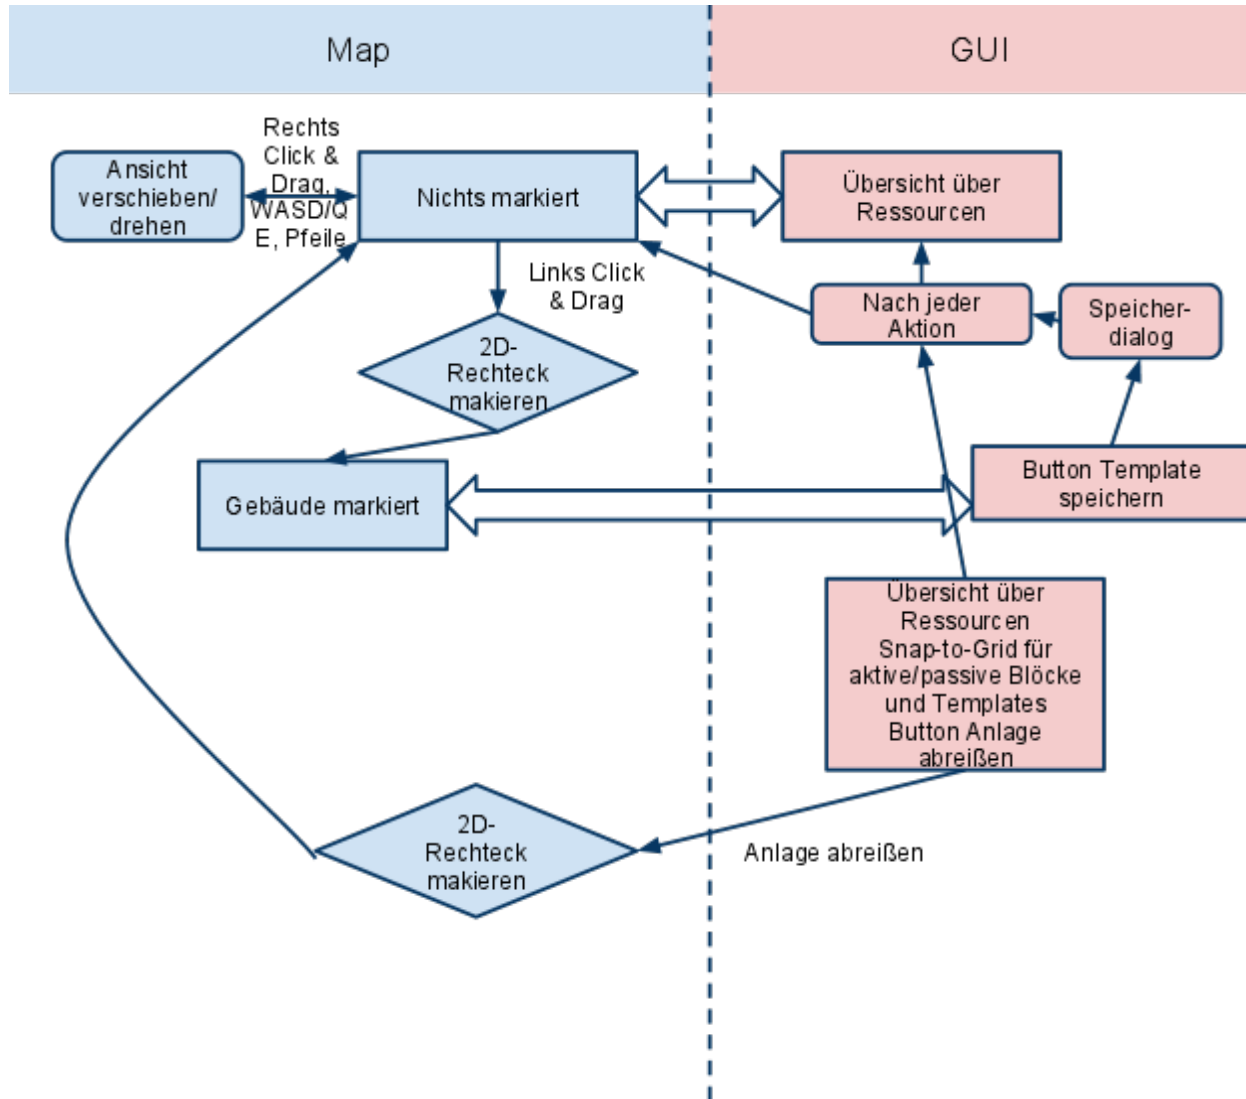 Map
GUI
Rechts
Click &
Drag,
WASD/Q
E, Pfeile
Ansicht
verschieben/
drehen
Nichts markiert
Übersicht über
Ressourcen
Links Click
& Drag
Nach jeder
Aktion
Speicher-
dialog
2D-
Rechteck
makieren
Gebäude markiert
Button Template
speichern
Übersicht über
Ressourcen
Snap-to-Grid für
aktive/passive Blöcke
und Templates
Button Anlage
abreißen
2D-
Rechteck
makieren
Anlage abreißen